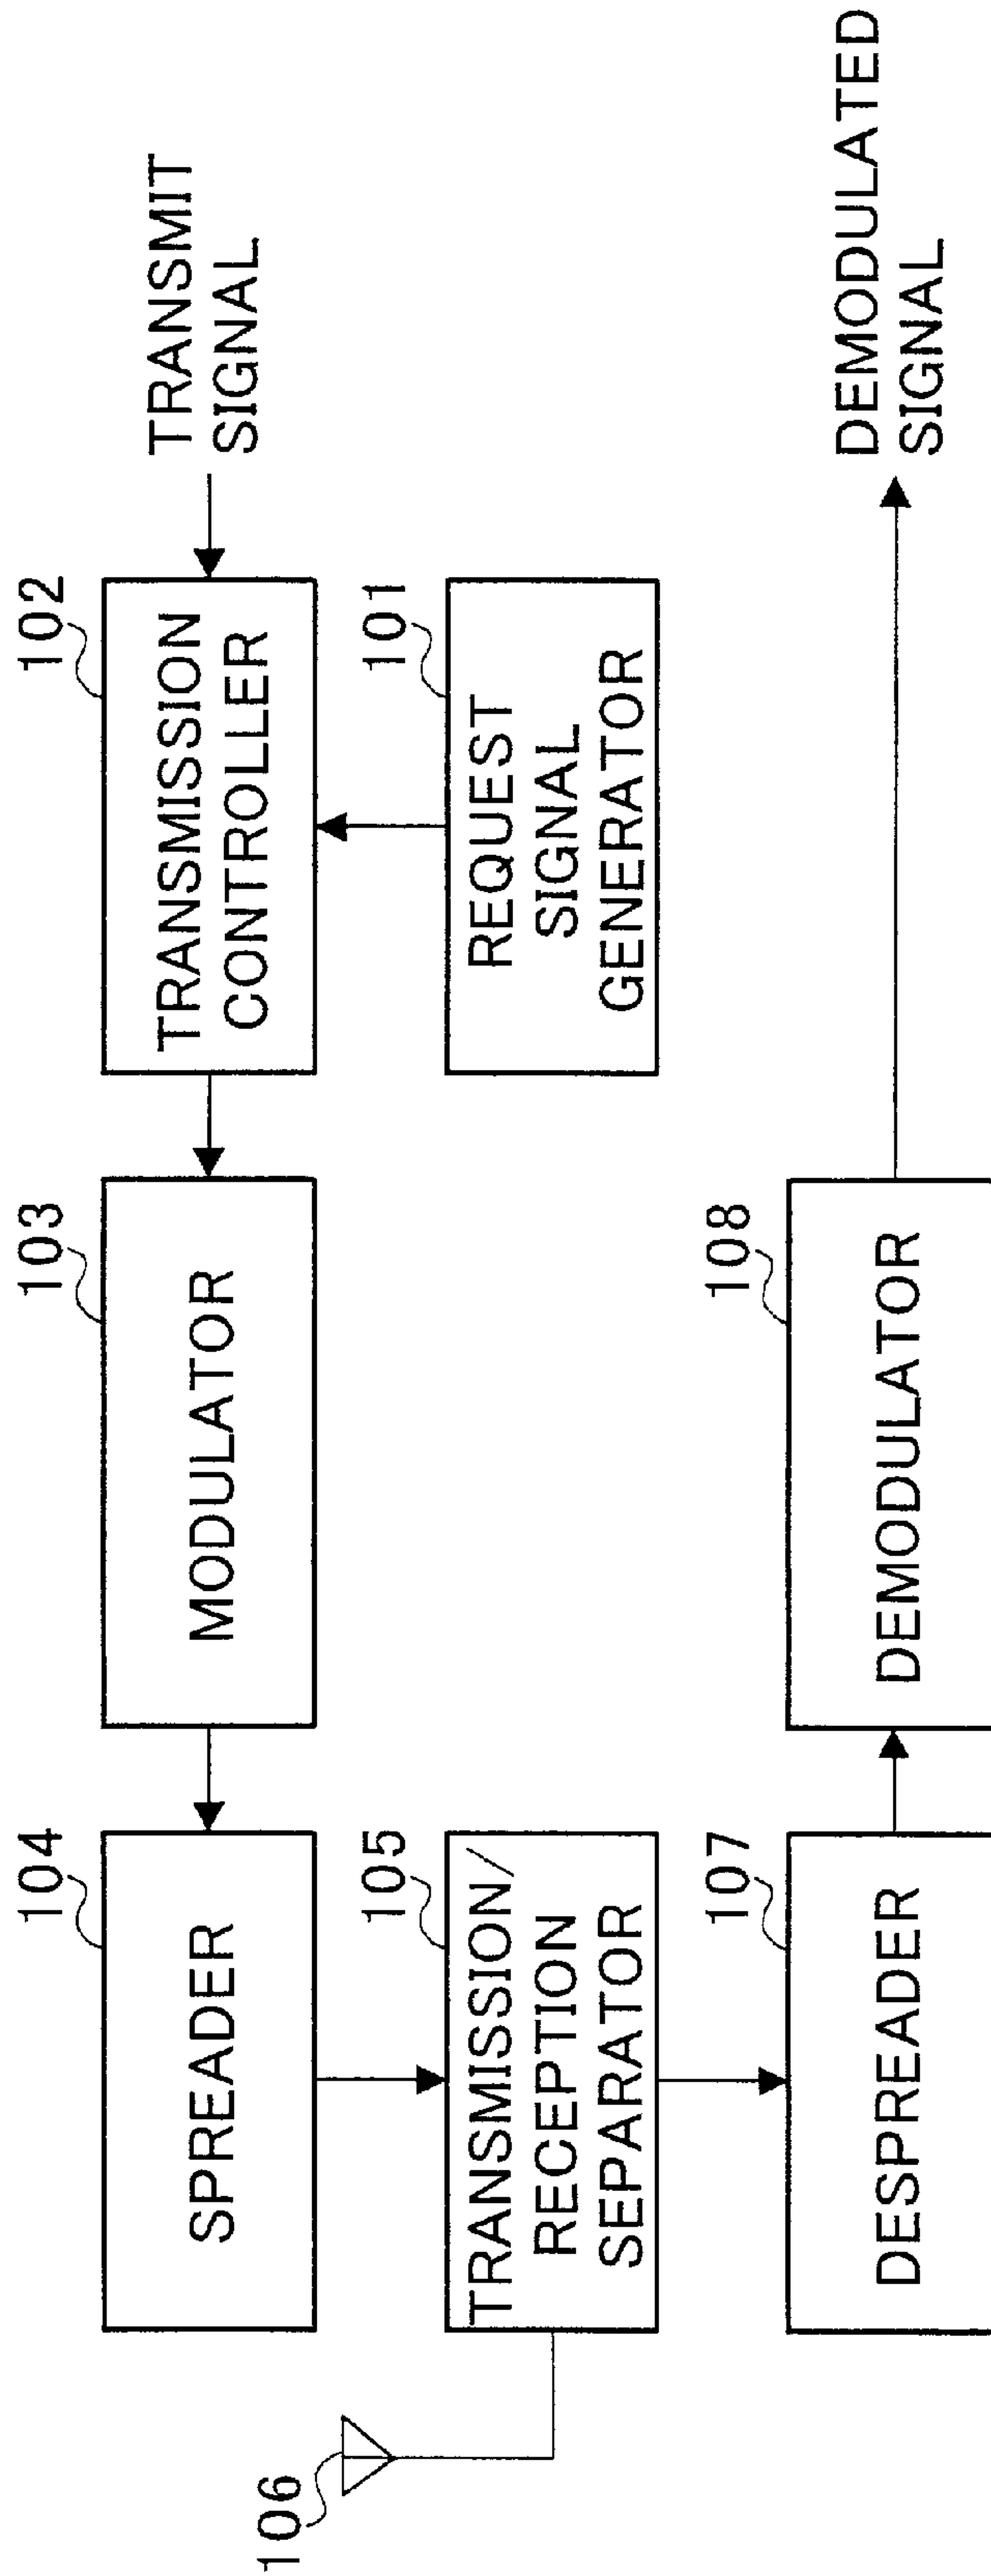 104
SPREADER
103
MODULATOR
102
TRANSMISSION
CONTROLLER
TRANSMIT
SIGNAL
106
105
TRANSMISSION/
RECEPTION
SEPARATOR
101
REQUEST
SIGNAL
GENERATOR
107
DESPREADER
108
DEMODULATOR
DEMODULATED
SIGNAL